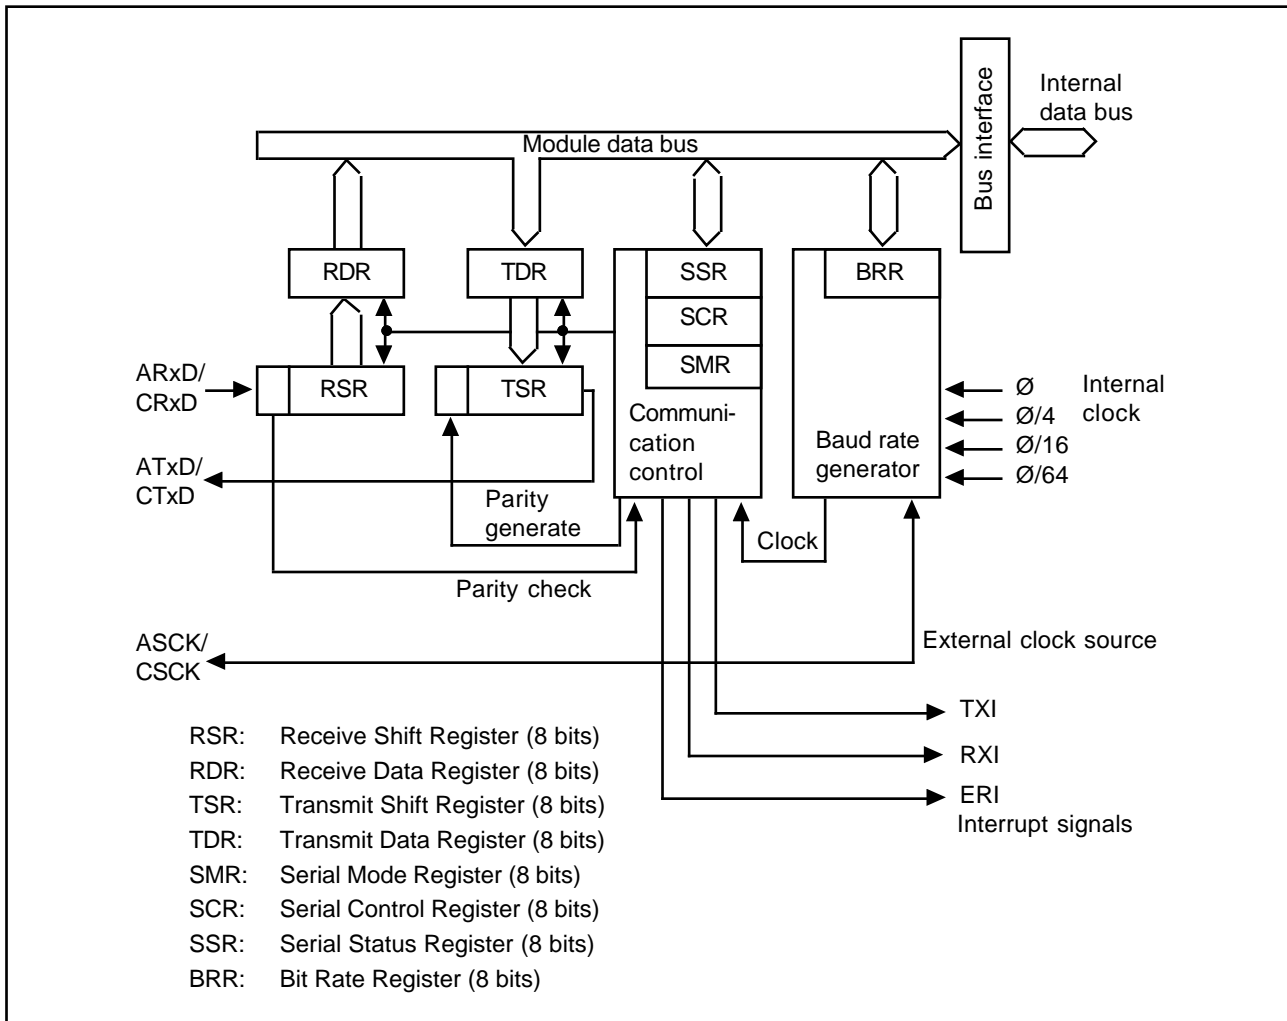 Internal
data bus
Bus interface
Module data bus
RDR
TDR
SSR
BRR
SCR
SMR
ARxD/
CRxD
RSR
TSR
Ø
Ø/4
Ø/16
Ø/64
Internal
clock
Communi-
cation
control
Baud rate
generator
ATxD/
CTxD
Parity
generate
Clock
Parity check
ASCK/
CSCK
External clock source
TXI
RXI
ERI
Interrupt signals
RSR: Receive Shift Register (8 bits)
RDR: Receive Data Register (8 bits)
TSR: Transmit Shift Register (8 bits)
TDR: Transmit Data Register (8 bits)
SMR: Serial Mode Register (8 bits)
SCR: Serial Control Register (8 bits)
SSR: Serial Status Register (8 bits)
BRR: Bit Rate Register (8 bits)